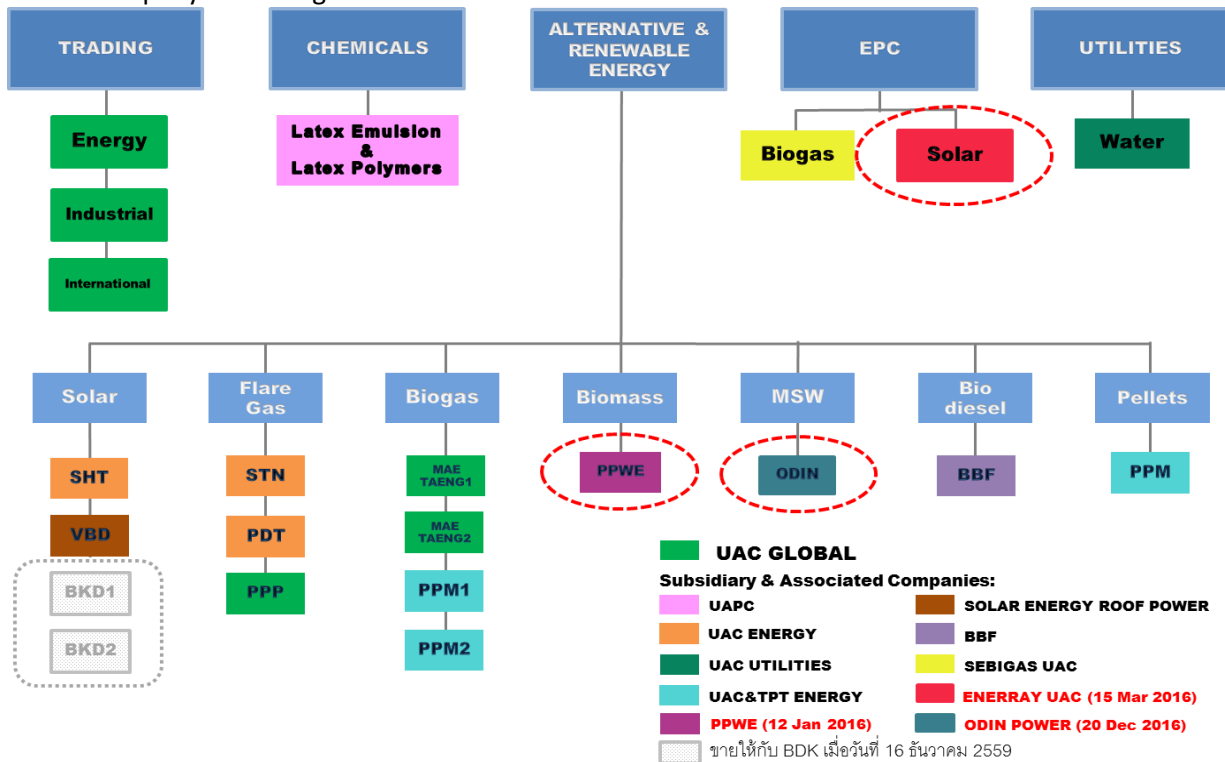 TRADING
CHEMICALS
ALTERNATIVE &
RENEWABLE
ENERGY
EPC
UTILITIES
Energy
Industrial
International
Latex Emulsion
&
Latex Polymers
Biogas
Solar
Water
Solar
Flare
Gas
Biogas
Biomass
MSW
Bio
diesel
Pellets
SHT
VBD
BKD1
BKD2
STN
PDT
PPP
MAE
TAENG1
MAE
TAENG2
PPM1
PPM2
PPWE
ODIN
BBF
PPM
UAC GLOBAL
Subsidiary & Associated Companies:
UAPC
SOLAR ENERGY ROOF POWER
UAC ENERGY
BBF
UAC UTILITIES
SEBIGAS UAC
UAC&TPT ENERGY
ENERRAY UAC (15 Mar 2016)
PPWE (12 Jan 2016)
ODIN POWER (20 Dec 2016)
ขายให้กับ BDK เมื่อวันที่ 16 ธันวาคม 2559